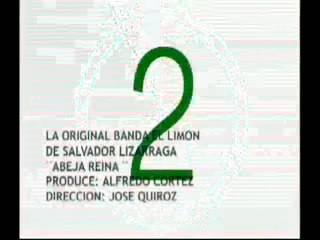 2
LA ORIGINAL BANDA EL LIMON
DE SALVADOR LIZARRAGA
¨ABEJA REINA ¨
PRODUCE: ALFREDO CORTEZ
DIRECCION: JOSE QUIROZ